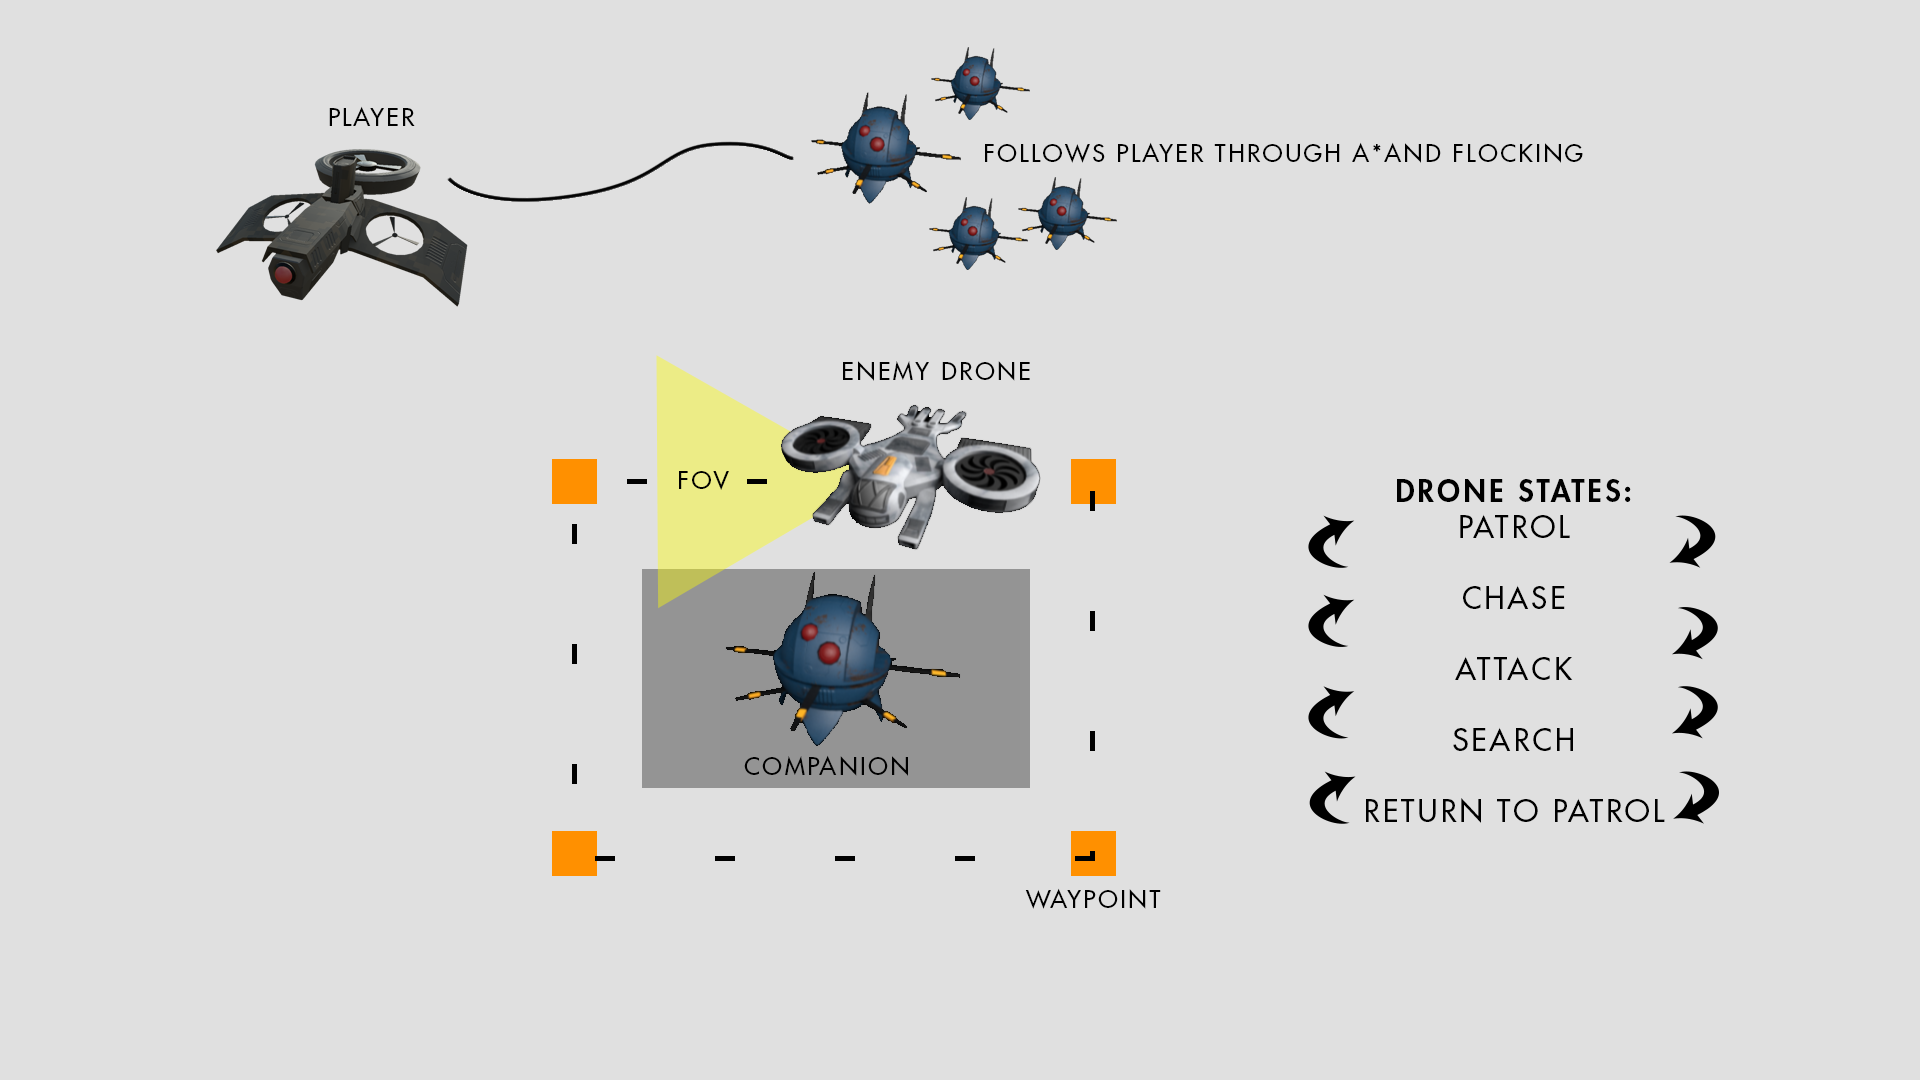 PLAYER
FOLLOWS PLAYER THROUGH A*AND FLOCKING
ENEMY DRONE
FOV
COMPANION
WAYPOINT
DRONE STATES:
PATROL
CHASE
ATTACK
SEARCH
RETURN TO PATROL